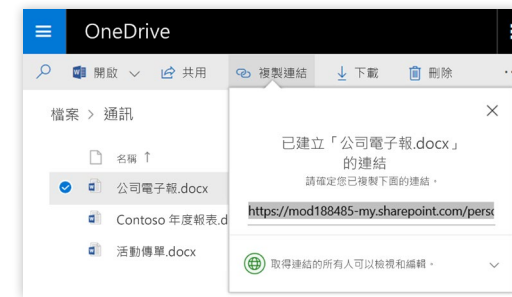 OneDrive
開啟 共用 複製連結 下載 刪除
檔案 > 通訊
名稱 ↑
公司電子報.docx
Contoso 年度報表.d
活動傳單.docx
已建立「公司電子報.docx」
的連結
請確定您已複製下面的連結。
https://mod188485-my.sharepoint.com/perso
取得連結的所有人可以檢視和編輯。